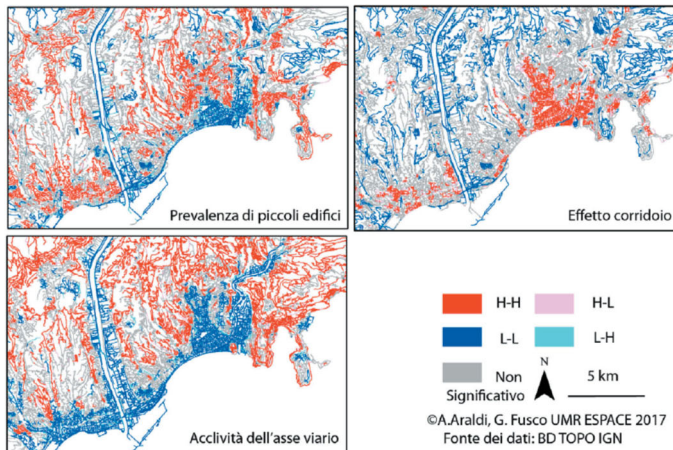 Prevalenza di piccoli edifici
Effetto corridoio
Acclività dell'asse viario
H-H
H-L
L-L
L-H
Non
Significativo
N
5 km
©A.Araldi, G. Fusco UMR ESPACE 2017
Fonte dei dati: BD TOPO IGN